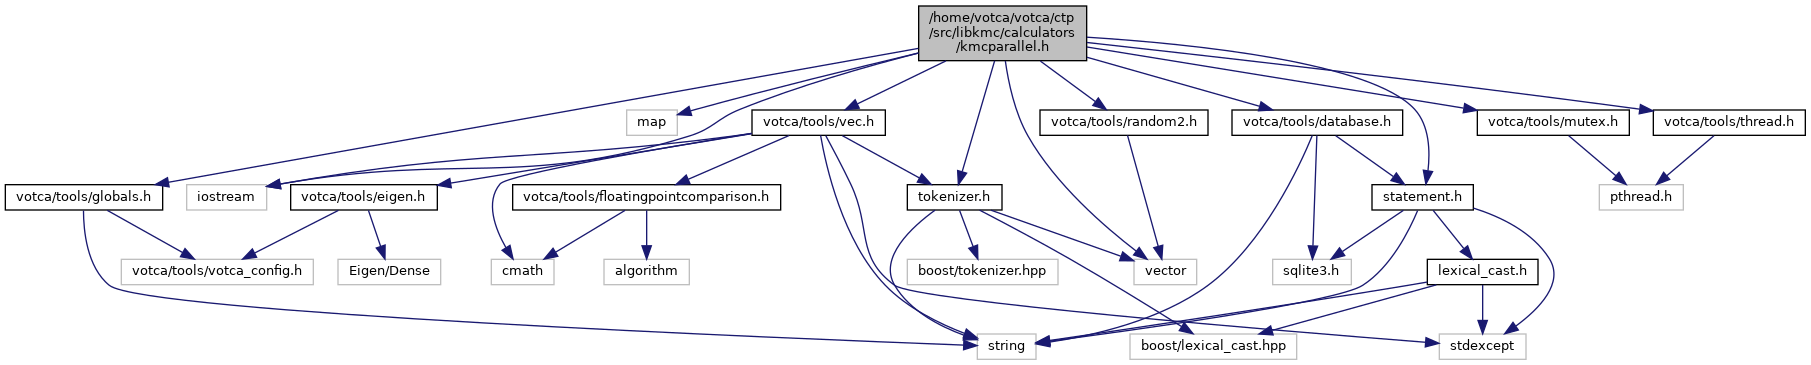 /home/votca/votca/ctp
/src/libkmc/calculators
/kmcparallel.h
map
votca/tools/vec.h
votca/tools/random2.h
votca/tools/database.h
votca/tools/mutex.h
votca/tools/thread.h
votca/tools/globals.h
iostream
votca/tools/eigen.h
votca/tools/floatingpointcomparison.h
tokenizer.h
statement.h
pthread.h
votca/tools/votca_config.h
Eigen/Dense
cmath
algorithm
boost/tokenizer.hpp
vector
sqlite3.h
lexical_cast.h
string
boost/lexical_cast.hpp
stdexcept